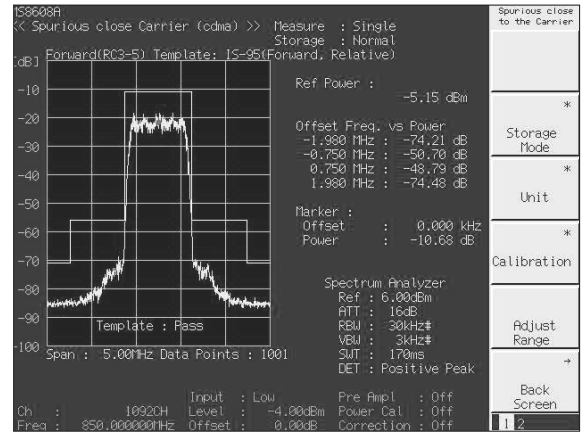 MS8608A
<< Spurious close Carrier (cdma) >> Measure : Single
Storage : Normal
Forward(RC3-5) Template: IS-95(Forward, Relative)
[dB]
-10
-20
-30
-40
-50
-60
-70
-80
-90
-100
Ref Power :
-5.15 dBm
Offset Freq. vs Power
-1.980 MHz : -74.21 dB
-0.750 MHz : -50.70 dB
0.750 MHz : -48.79 dB
1.980 MHz : -74.48 dB
Marker :
Offset : 0.000 kHz
Power : -10.68 dB
Spectrum Analyzer
Ref : 6.00dBm
ATT : 16dB
RBW : 30kHz#
VBW : 3kHz#
SWT : 170ms
DET : Positive Peak
Template : Pass
Span : 5.00MHz Data Points : 1001
Input : Low Pre Ampl : Off
Ch : 1092CH Level : -4.00dBm Power Cal : Off
Freq : 850.000000MHz Offset : 0.00dB Correction : Off
Spurious close
to the Carrier
*
Storage
Mode
*
Unit
*
Calibration
Adjust
Range
→
Back
Screen
1 2